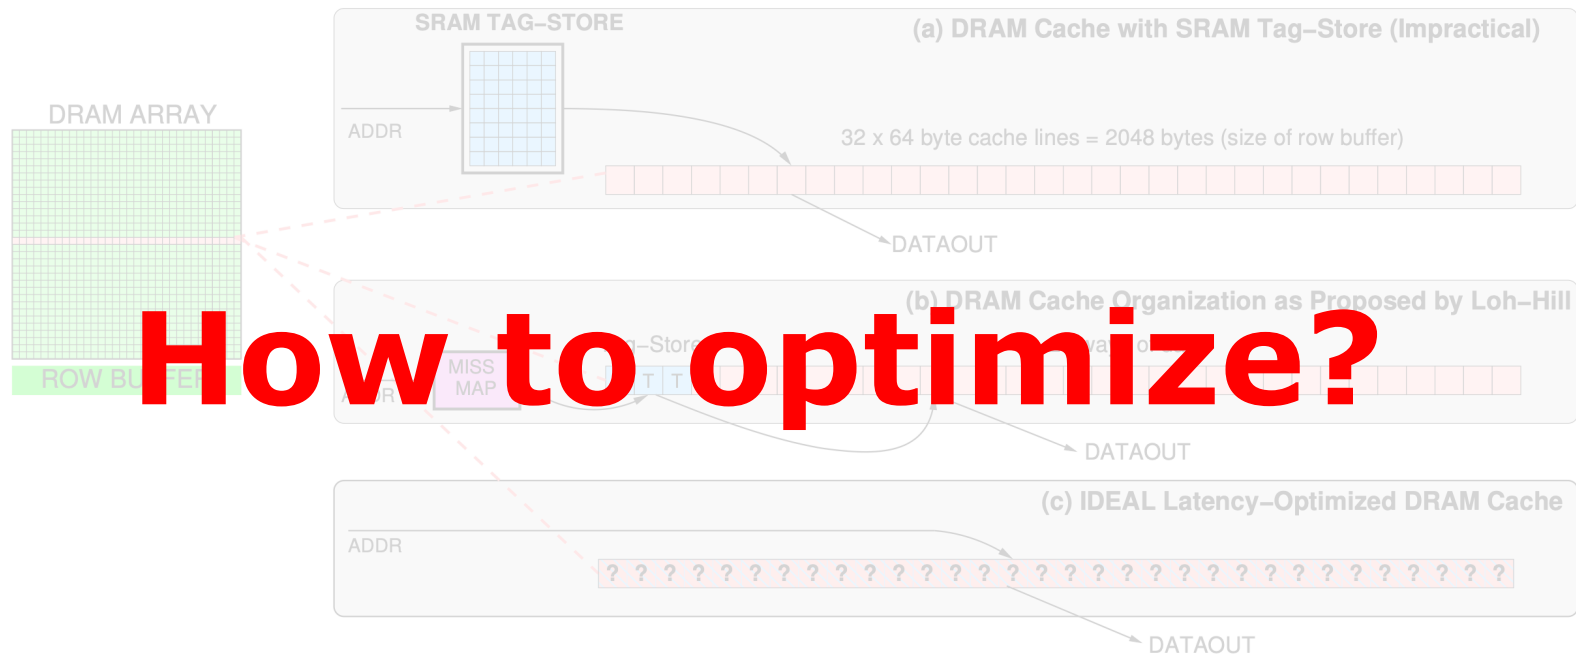 SRAM TAG–STORE
(a) DRAM Cache with SRAM Tag–Store (Impractical)
DRAM ARRAY
ADDR
32 x 64 byte cache lines = 2048 bytes (size of row buffer)
DATAOUT
(b) DRAM Cache Organization as Proposed by Loh–Hill
How to optimize?
MISS
MAP
T T
ADDR
DATAOUT
(c) IDEAL Latency–Optimized DRAM Cache
ADDR
? ? ? ? ? ? ? ? ? ? ? ? ? ? ? ? ? ? ? ? ? ? ? ? ? ? ? ? ? ? ? ?
DATAOUT